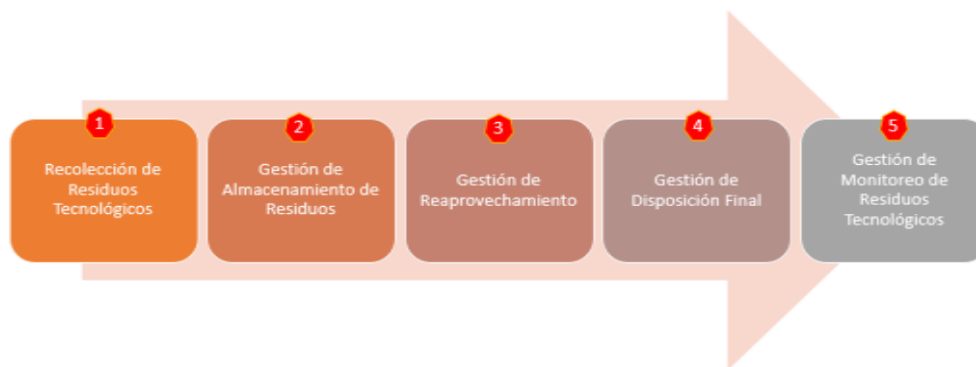 1
Recolección de
Residuos
Tecnológicos
2
Gestión de
Almacenamiento de
Residuos
3
Gestión de
Reaprovechamiento
4
Gestión de
Disposición Final
5
Gestión de
Monitoreo de
Residuos
Tecnológicos